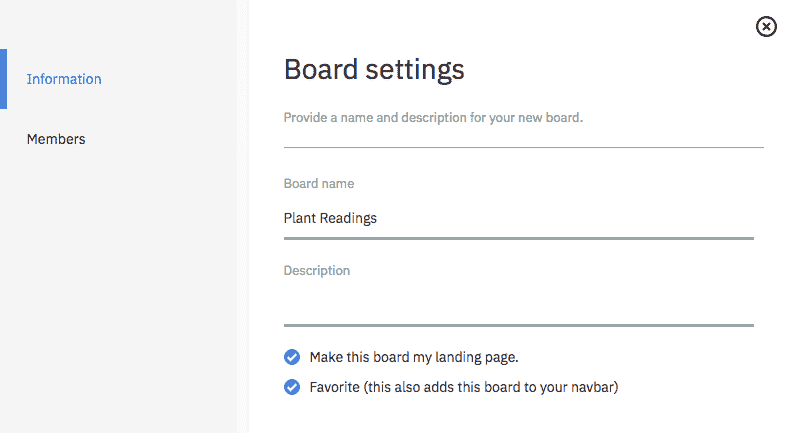 Information
Members
Board settings
Provide a name and description for your new board.
Board name
Plant Readings
Description
Make this board my landing page.
Favorite (this also adds this board to your navbar)